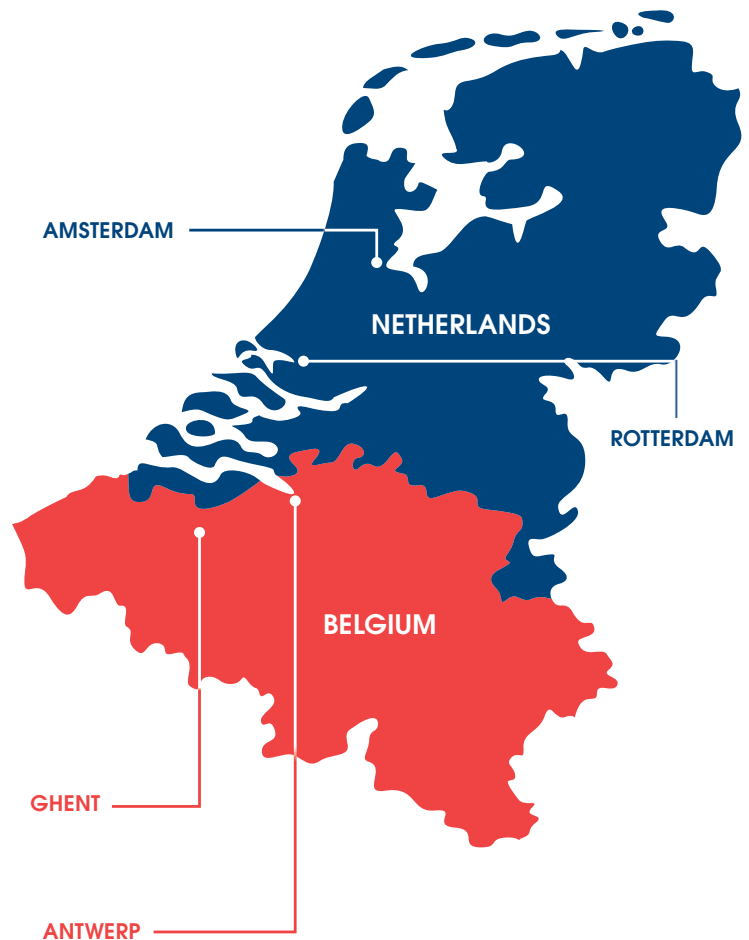 AMSTERDAM
NETHERLANDS
ROTTERDAM
BELGIUM
GHENT
ANTWERP